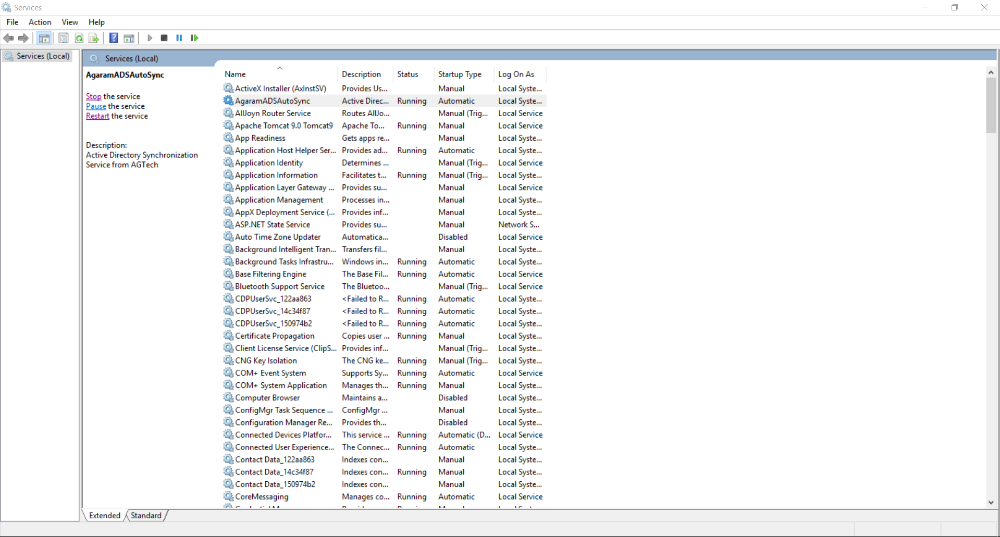 Services
File Action View Help
Services (Local)
Services (Local)
AgaramADSAutoSync
Stop the service
Pause the service
Restart the service
Description:
Active Directory Synchronization
Service from AGTech
Name Description Status Startup Type Log On As
ActiveX Installer (AxInstSV) Provides Us... Manual Local Syste...
AgaramADSAutoSync Active Direc... Running Automatic Local Syste...
AllJoyn Router Service Routes AllJo... Manual (Trig... Local Service
Apache Tomcat 9.0 Tomcat9 Apache To... Running Manual Local Service
App Readiness Gets apps re... Manual Local Syste...
Application Host Helper Ser... Provides ad... Running Automatic Local Syste...
Application Identity Determines ... Manual (Trig... Local Service
Application Information Facilitates t... Running Manual (Trig... Local Syste...
Application Layer Gateway ... Provides su... Manual Local Service
Application Management Processes in... Manual Local Syste...
AppX Deployment Service (... Provides inf... Manual Local Syste...
ASP.NET State Service Provides su... Manual Network S...
Auto Time Zone Updater Automatica... Disabled Local Service
Background Intelligent Tran... Transfers fil... Manual Local Syste...
Background Tasks Infrastru... Windows in... Running Automatic Local Syste...
Base Filtering Engine The Base Fil... Running Automatic Local Service
Bluetooth Support Service The Bluetoo... Manual (Trig... Local Service
CDPUserSvc_122aa863 <Failed to R... Running Automatic Local Syste...
CDPUserSvc_14c34f87 <Failed to R... Running Automatic Local Syste...
CDPUserSvc_150974b2 <Failed to R... Running Automatic Local Syste...
Certificate Propagation Copies user ... Running Manual Local Syste...
Client License Service (ClipS... Provides inf... Manual (Trig... Local Syste...
CNG Key Isolation The CNG ke... Running Manual (Trig... Local Syste...
COM+ Event System Supports Sy... Running Automatic Local Service
COM+ System Application Manages th... Running Manual Local Syste...
Computer Browser Maintains a... Disabled Local Syste...
ConfigMgr Task Sequence ... ConfigMgr ... Manual Local Syste...
Configuration Manager Re... Provides th... Disabled Local Syste...
Connected Devices Platfor... This service ... Running Automatic (D... Local Service
Connected User Experience... The Connec... Running Automatic Local Syste...
Contact Data_122aa863 Indexes con... Manual Local Syste...
Contact Data_14c34f87 Indexes con... Running Manual Local Syste...
Contact Data_150974b2 Indexes con... Manual Local Syste...
CoreMessaging Manages co... Running Automatic Local Service
Extended Standard